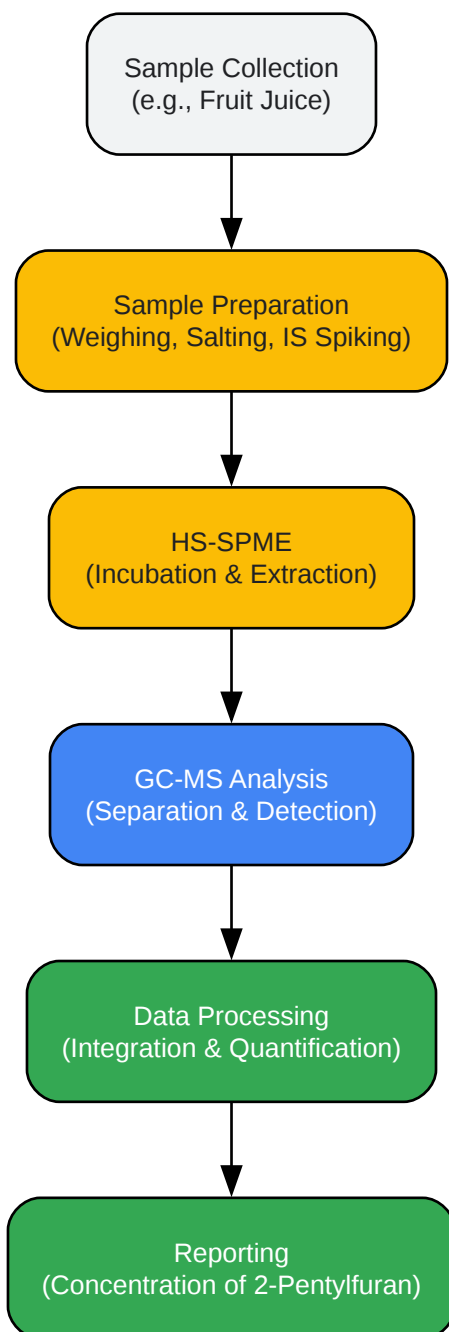 Sample Collection
(e.g., Fruit Juice)
Sample Preparation
(Weighing, Salting, IS Spiking)
HS-SPME
(Incubation & Extraction)
GC-MS Analysis
(Separation & Detection)
Data Processing
(Integration & Quantification)
Reporting
(Concentration of 2-Pentylfuran)